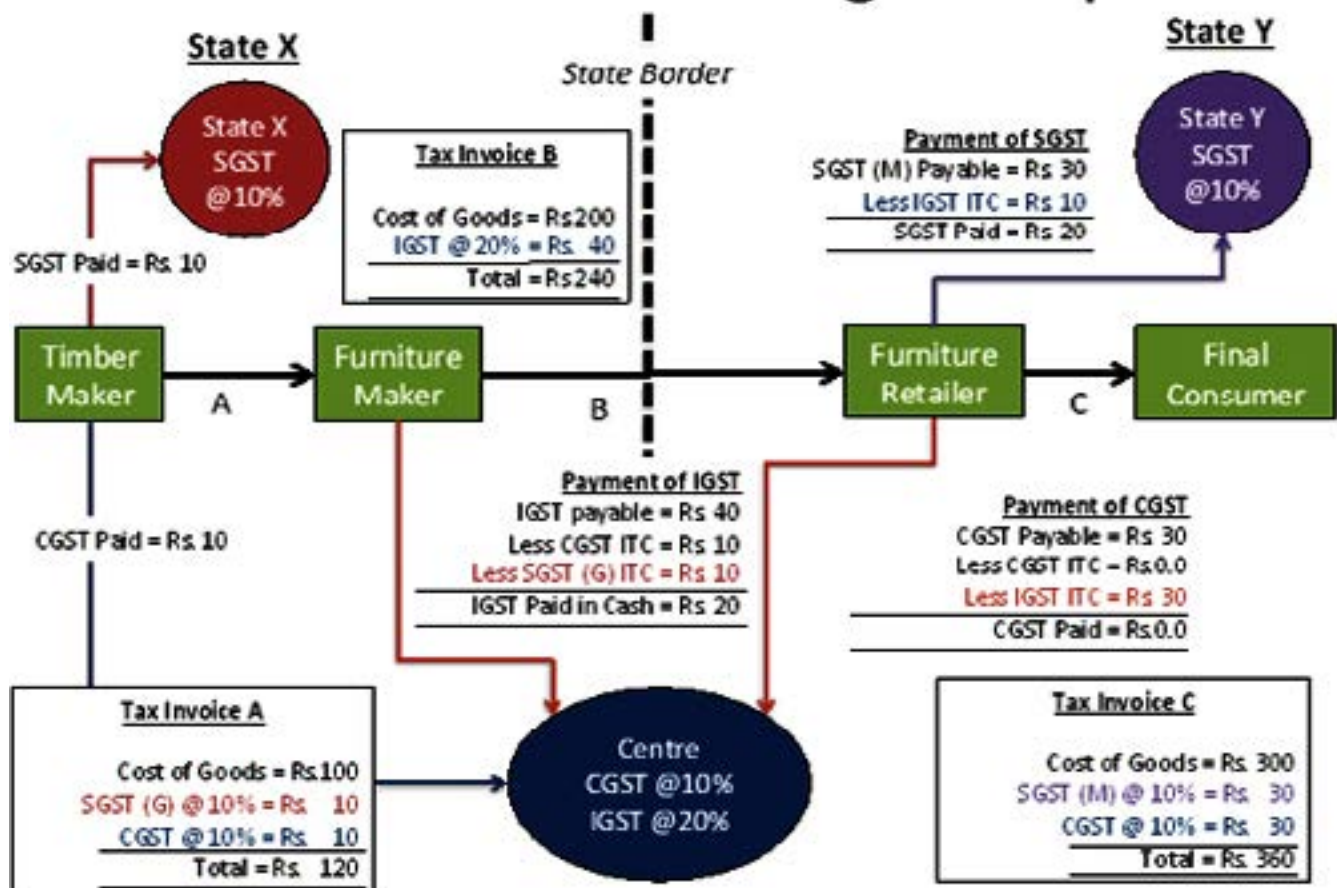 State X
State Border
State Y
State X
SGST
@10%
Tax Invoice B
Cost of Goods = Rs.200
IGST @ 20% = Rs. 40
Total = Rs240
Payment of SGST
SGST (M) Payable = Rs. 30
Less IGST ITC = Rs 10
SGST Paid = Rs 20
State Y
SGST
@10%
SGST Paid = Rs. 10
Timber
Maker
A
Furniture
Maker
B
Furniture
Retailer
C
Final
Consumer
CGST Paid = Rs. 10
Payment of IGST
IGST payable = Rs. 40
Less CGST ITC = Rs. 10
Less SGST (G) ITC = Rs. 10
IGST Paid in Cash = Rs. 20
Payment of CGST
CGST Payable = Rs. 30
Less CGST ITC – Rs.0.0
Less IGST ITC = Rs. 30
CGST Paid = Rs.0.0
Tax Invoice A
Cost of Goods = Rs.100
SGST (G) @10% = Rs. 10
CGST @10% = Rs. 10
Total = Rs. 120
Centre
CGST @10%
IGST @20%
Tax Invoice C
Cost of Goods = Rs. 300
SGST (M) @ 10% = Rs. 30
CGST @ 10% = Rs. 30
Total = Rs. 360